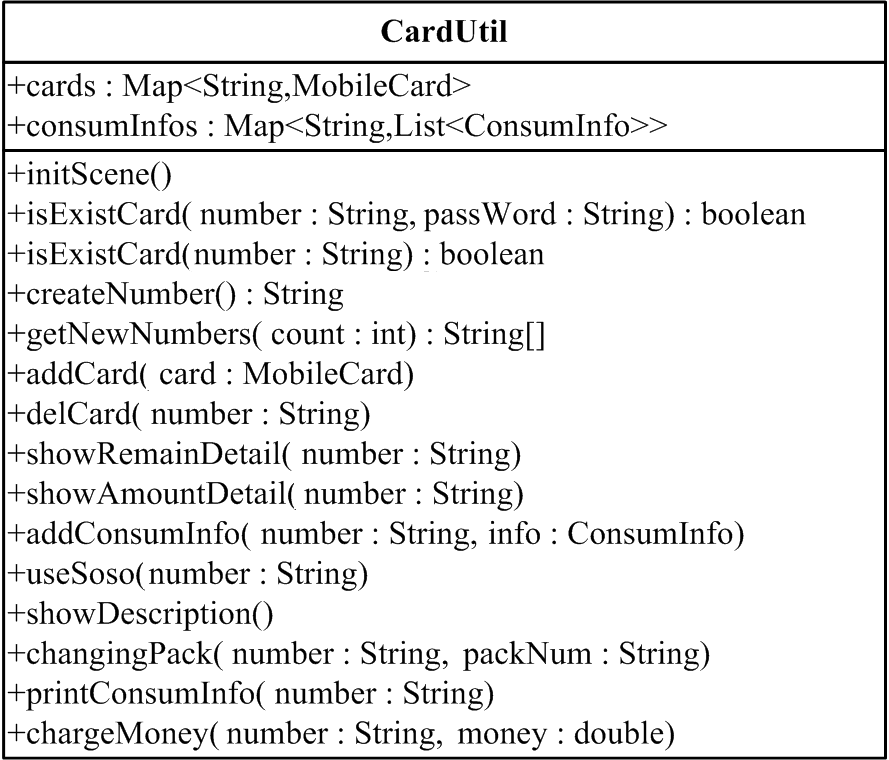 CardUtil
+cards : Map<String,MobileCard>
+consumInfos : Map<String,List<ConsumInfo>>
+initScene()
+isExistCard( number : String, passWord : String) : boolean
+isExistCard(number : String) : boolean
+createNumber() : String
+getNewNumbers( count : int) : String[]
+addCard( card : MobileCard)
+delCard( number : String)
+showRemainDetail( number : String)
+showAmountDetail( number : String)
+addConsumInfo( number : String, info : ConsumInfo)
+useSoso(number : String)
+showDescription()
+changingPack( number : String, packNum : String)
+printConsumInfo( number : String)
+chargeMoney( number : String, money : double)